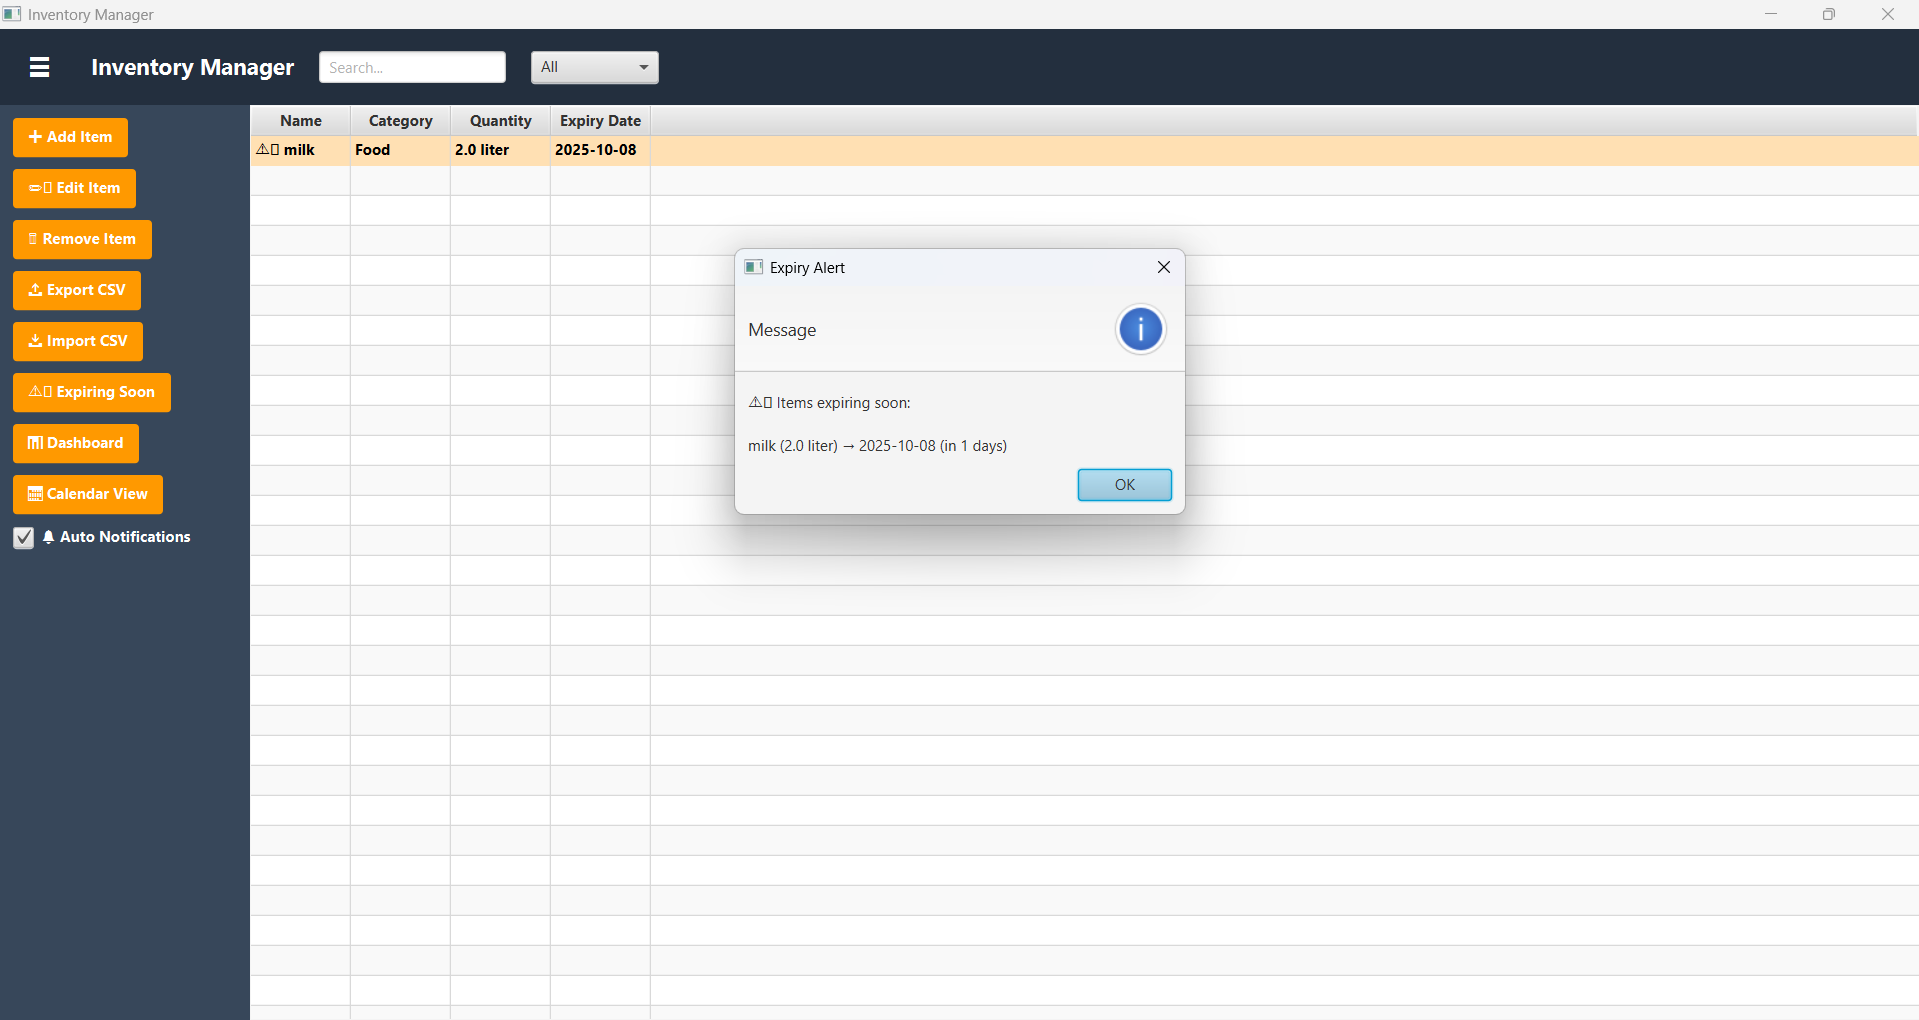 Inventory Manager
☰ Inventory Manager Search... All
Name Category Quantity Expiry Date
⚠▯ milk Food 2.0 liter 2025-10-08
+ Add Item
✏▯ Edit Item
▯ Remove Item
Export CSV
Import CSV
⚠▯ Expiring Soon
Dashboard
Calendar View
Auto Notifications
Expiry Alert
Message
⚠▯ Items expiring soon:
milk (2.0 liter) → 2025-10-08 (in 1 days)
OK